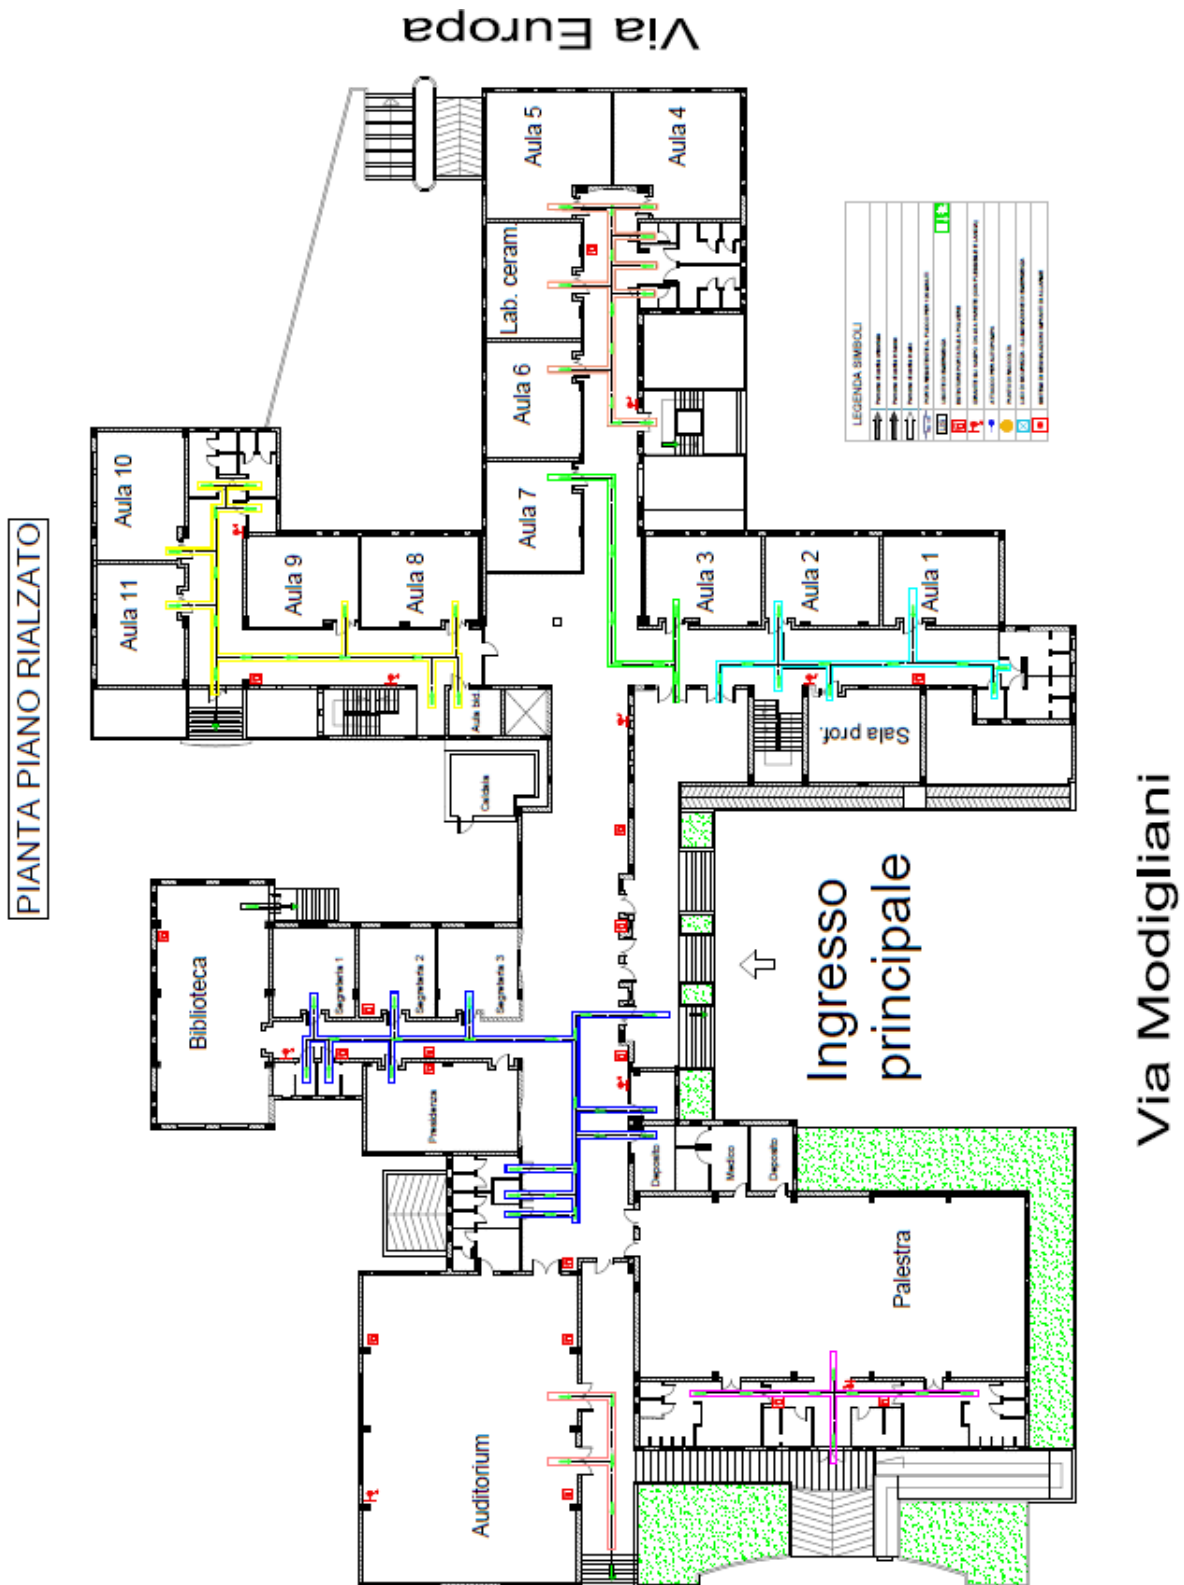 Via Europa
PIANTA PIANO RIALZATO
Aula 5
Aula 4
Lab. ceram.
Aula 6
Aula 7
Aula 10
Aula 11
Aula 9
Aula 8
Aula 3
Aula 2
Aula 1
LEGENDA SIMBOLI
Aula bld.
Sala prof.
Caldaia
Biblioteca
Segreteria 1
Segreteria 2
Segreteria 3
Presidenza
Ingresso
principale
Via Modigliani
Deposito
Medico
Deposito
Palestra
Auditorium